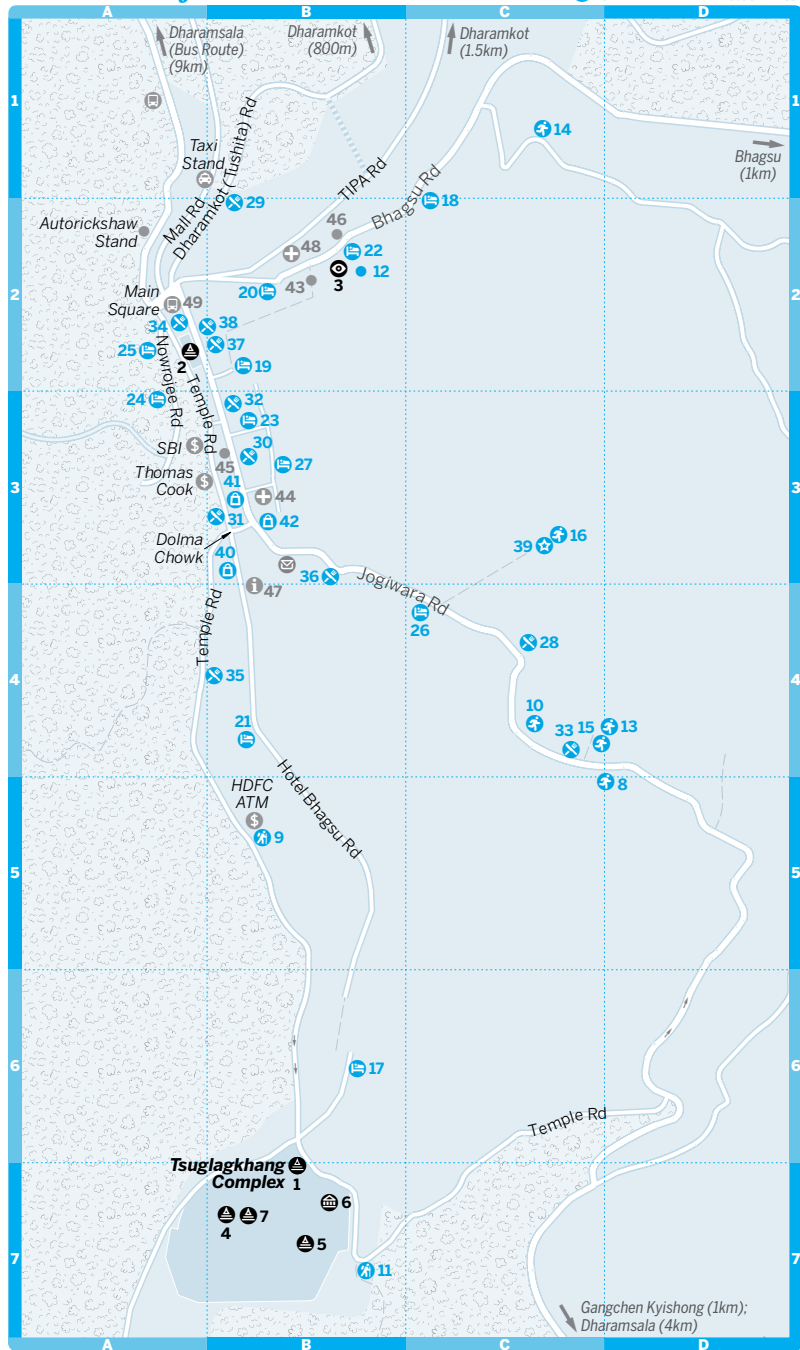 A B C D
Dharamsala
(Bus Route)
(9km)
Dharamkot
(800m)
Dharamkot
(1.5km)
1
1
14
Bhagsu
(1km)
Taxi
Stand
Mall Rd
Dharamkot (Tushita) Rd
TIPA Rd
Bhagsu Rd
29
18
Autorickshaw
Stand
46
48
22
12
3
43
20
2
2
Main
Square
49
34
38
37
25
2
19
Nowrojee Rd
Temple Rd
24
32
23
SBI
30
45
27
Thomas
Cook
41
44
3
3
31
42
Dolma
Chowk
16
39
40
36
Jogiwara Rd
47
26
Temple Rd
28
35
4
4
10
13
15
33
21
8
HDFC
ATM
Hotel Bhagsu Rd
9
5
5
6
6
17
Temple Rd
Tsuglagkhang
Complex
1
6
4
7
5
7
7
11
Gangchen Kyishong (1km);
Dharamsala (4km)
A B C D